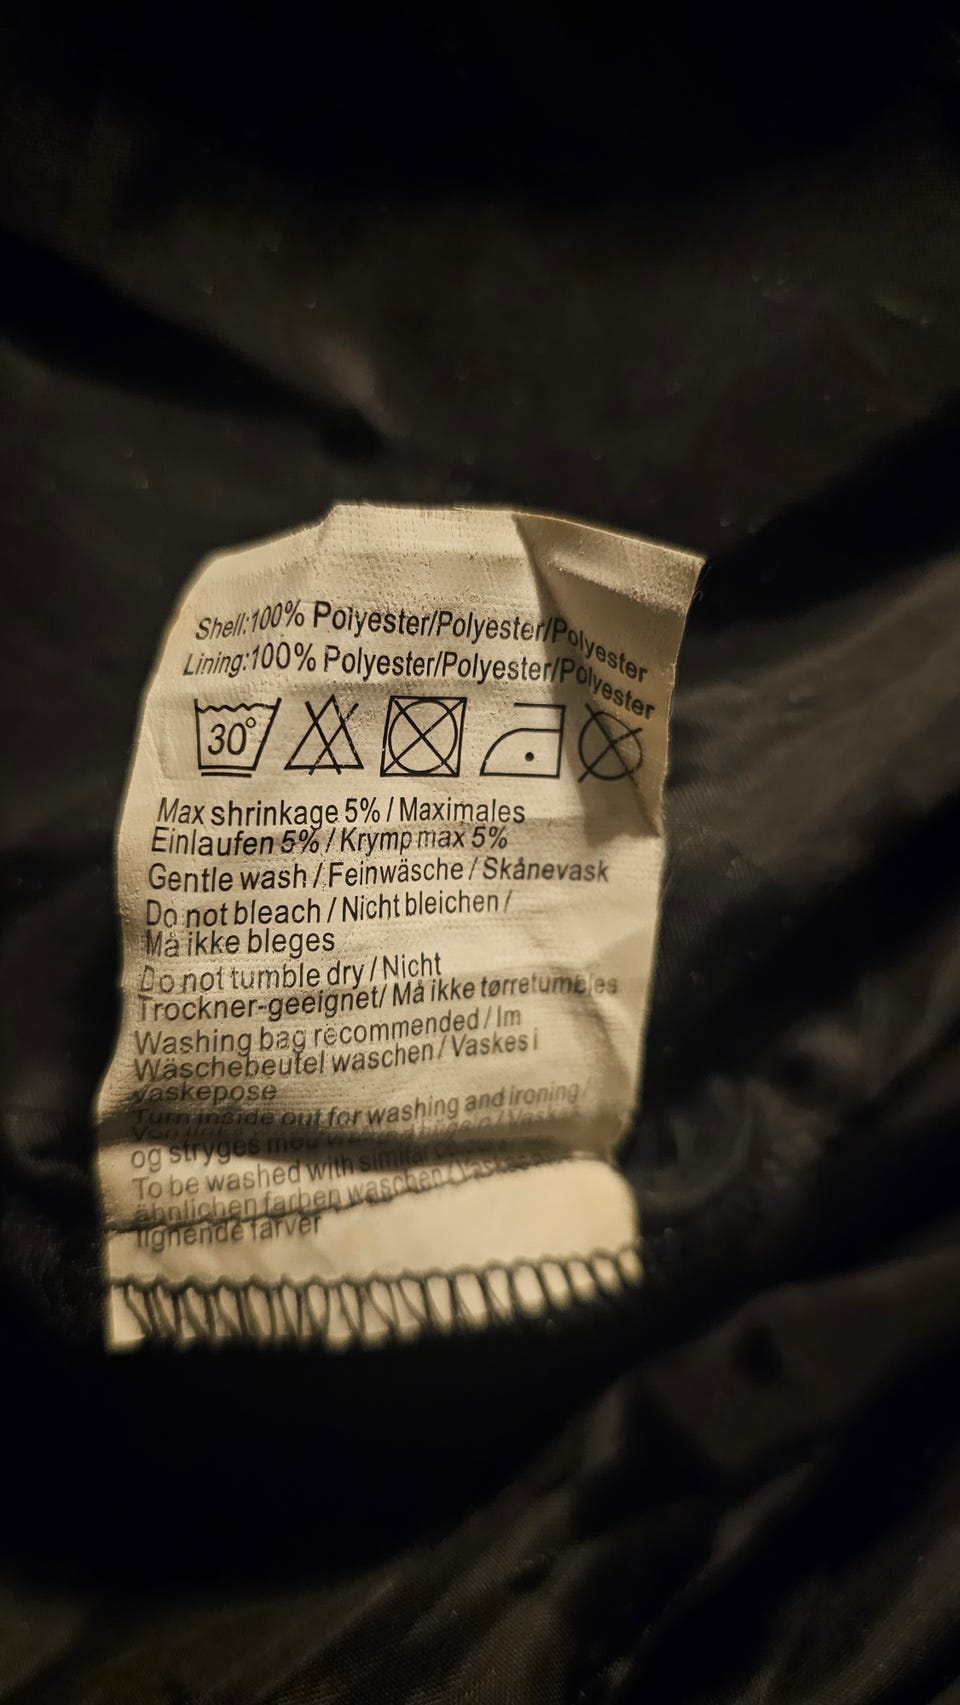 Shell:100% Polyester/Polyester/Polyester
Lining:100% Polyester/Polyester/Polyester
30°
Max shrinkage 5% / Maximales
Einlaufen 5% / Krymp max 5%
Gentle wash / Feinwäsche / Skånevask
Do not bleach / Nicht bleichen /
Må ikke bleges
Do not tumble dry / Nicht
Trockner-geeignet/ Må ikke tørretumbles
Washing bag recommended / Im
Wäschebeutel waschen / Vaskes i
vaskepose
Turn inside out for washing and ironing /
og stryges med
To be washed with similar
ähnlichen farben waschen /
lignende farver